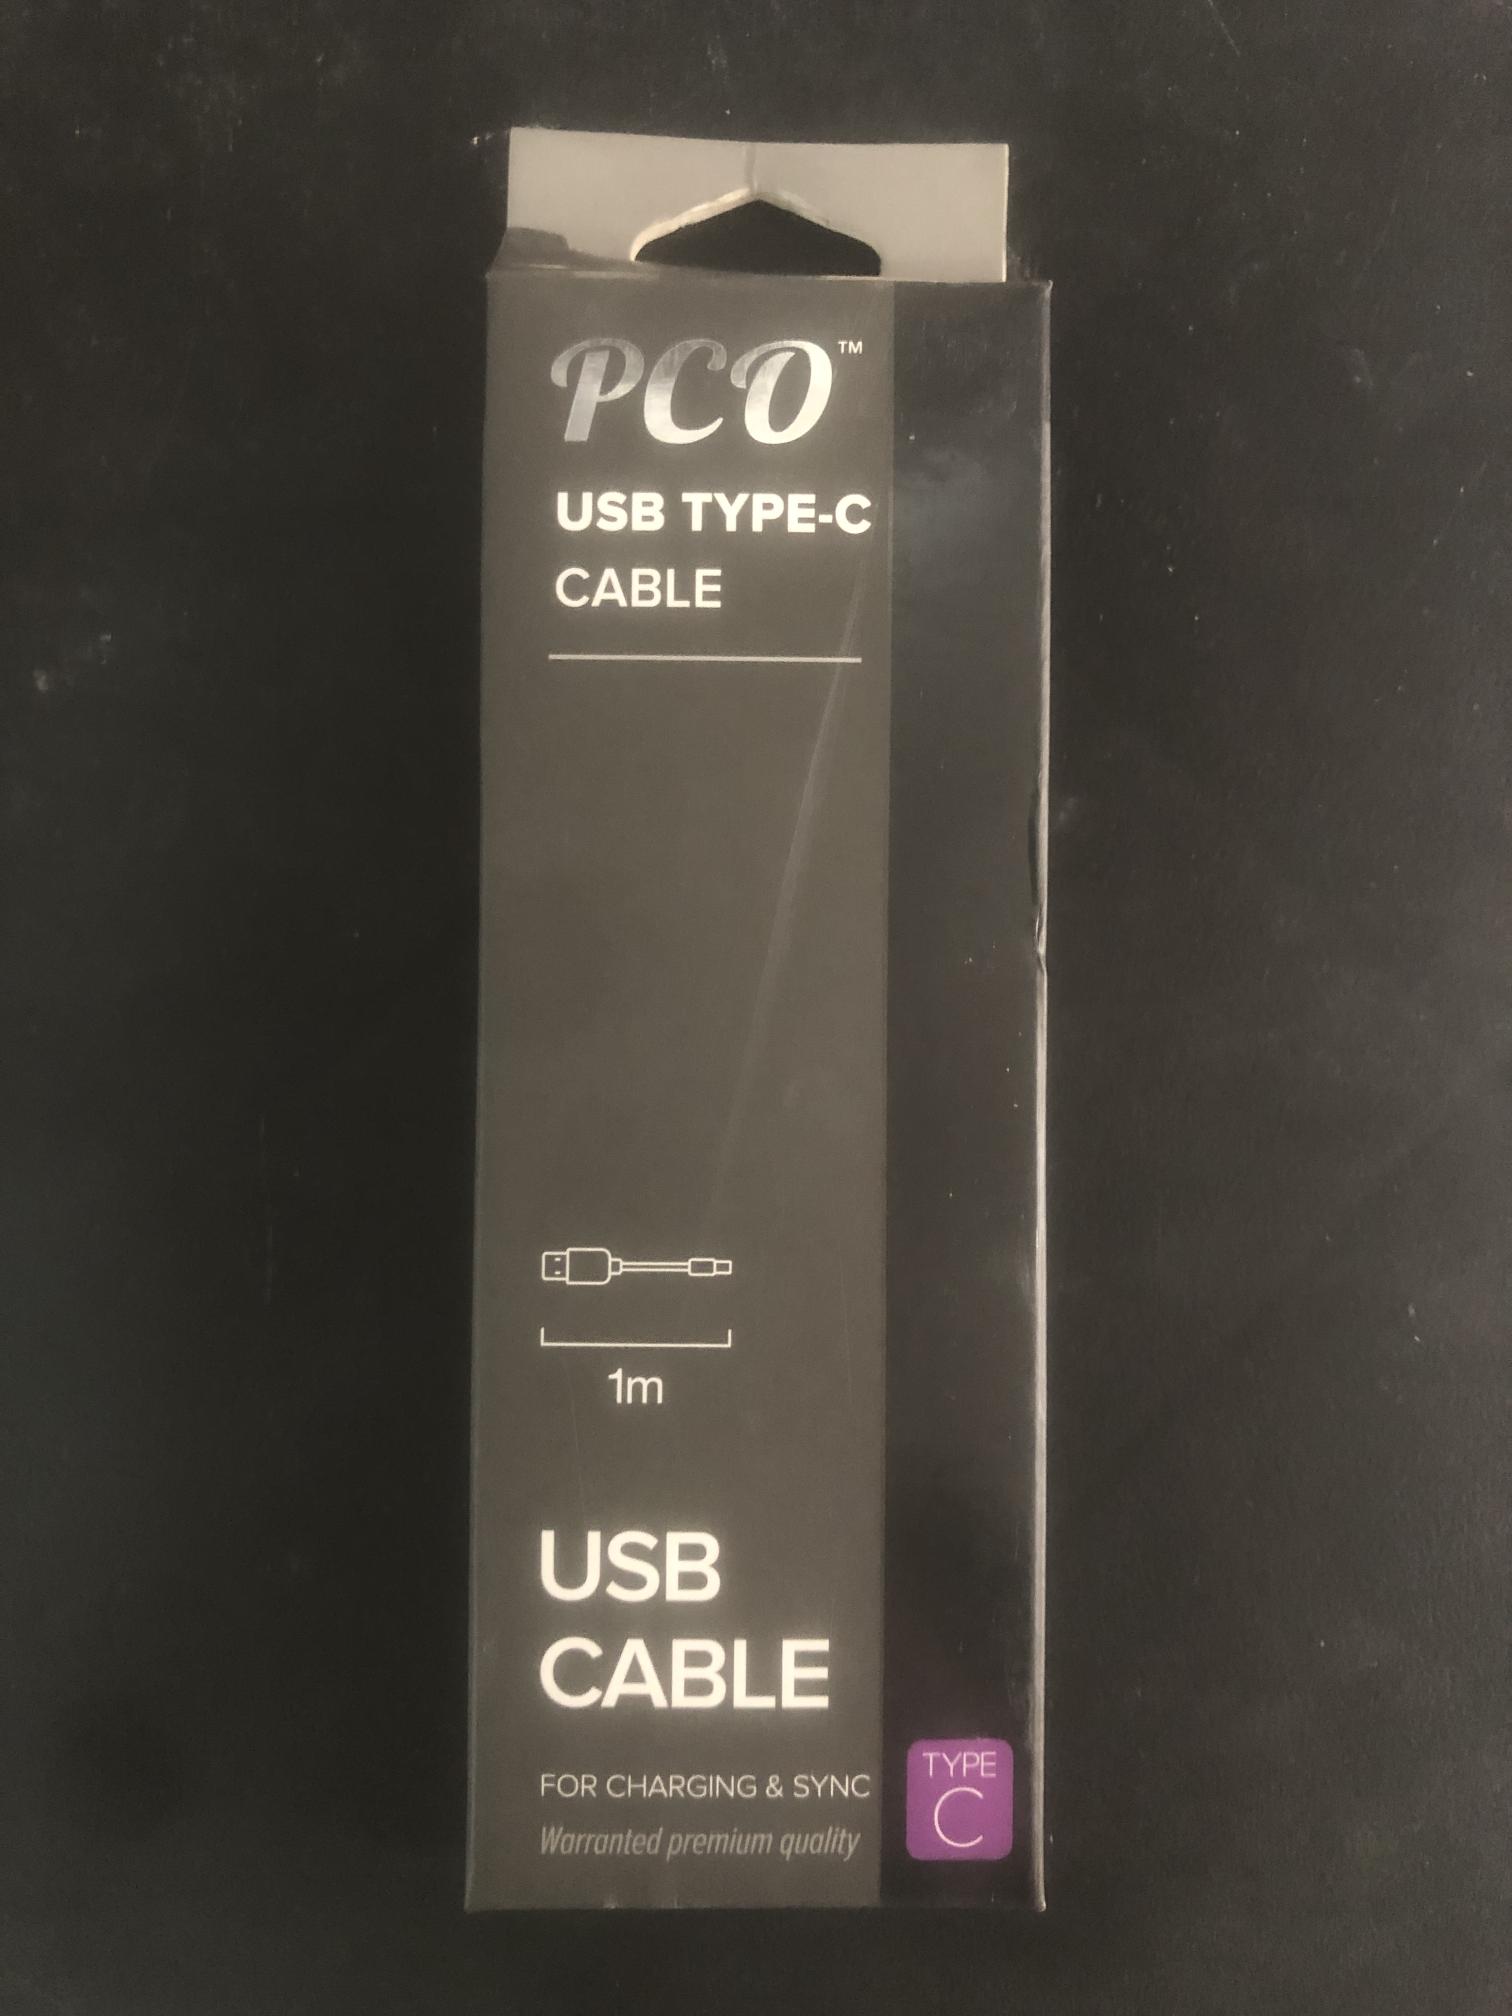 PCO™
USB TYPE-C
CABLE
1m
USB
CABLE
FOR CHARGING & SYNC
Warranted premium quality
TYPE
C